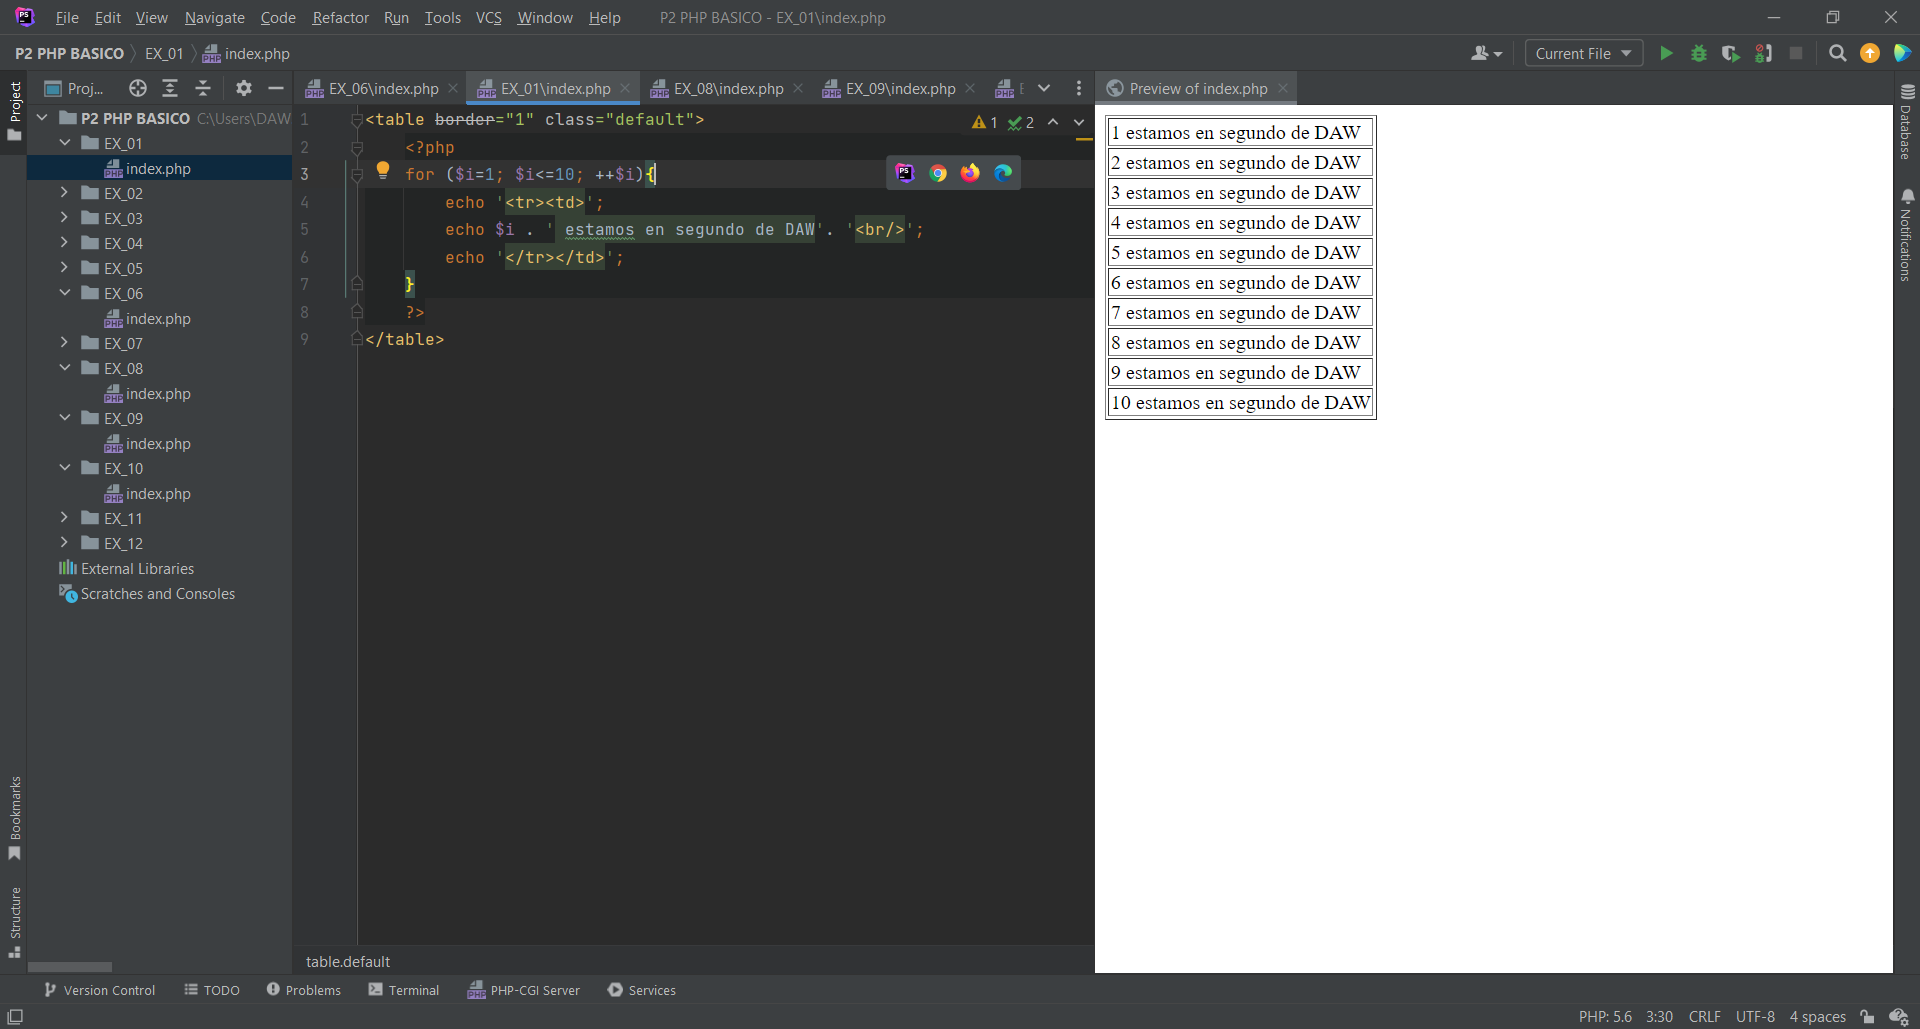 File Edit View Navigate Code Refactor Run Tools VCS Window Help P2 PHP BASICO - EX_01\index.php
P2 PHP BASICO EX_01 index.php Current File
Project
Proj...
P2 PHP BASICO C:\Users\DAW
EX_01
index.php
EX_02
EX_03
EX_04
EX_05
EX_06
index.php
EX_07
EX_08
index.php
EX_09
index.php
EX_10
index.php
EX_11
EX_12
External Libraries
Scratches and Consoles
Bookmarks
Structure
EX_06\index.php EX_01\index.php EX_08\index.php EX_09\index.php
1 <table border="1" class="default">
2 <?php
3 for ($i=1; $i<=10; ++$i){
4 echo '<tr><td>';
5 echo $i . ' estamos en segundo de DAW'. '<br/>';
6 echo '</tr></td>';
7 }
8 ?>
9 </table>
1 2
table.default
Preview of index.php
1 estamos en segundo de DAW
2 estamos en segundo de DAW
3 estamos en segundo de DAW
4 estamos en segundo de DAW
5 estamos en segundo de DAW
6 estamos en segundo de DAW
7 estamos en segundo de DAW
8 estamos en segundo de DAW
9 estamos en segundo de DAW
10 estamos en segundo de DAW
Database
Notifications
Version Control TODO Problems Terminal PHP-CGI Server Services
PHP: 5.6 3:30 CRLF UTF-8 4 spaces